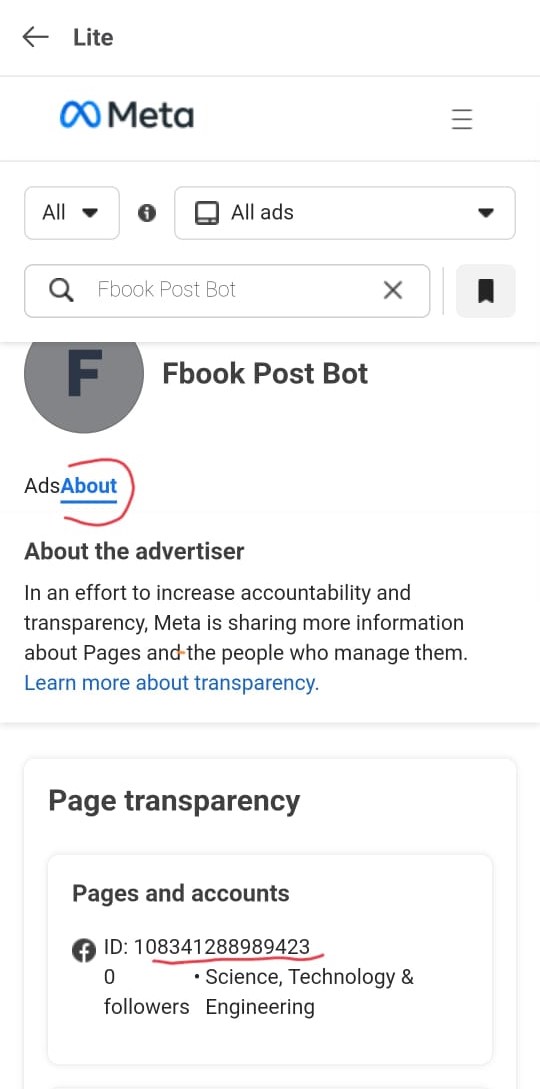 Lite
Meta
All
All ads
Fbook Post Bot
F
Fbook Post Bot
Ads About
About the advertiser
In an effort to increase accountability and
transparency, Meta is sharing more information
about Pages and the people who manage them.
Learn more about transparency.
Page transparency
Pages and accounts
ID: 108341288989423
0 • Science, Technology &
followers Engineering